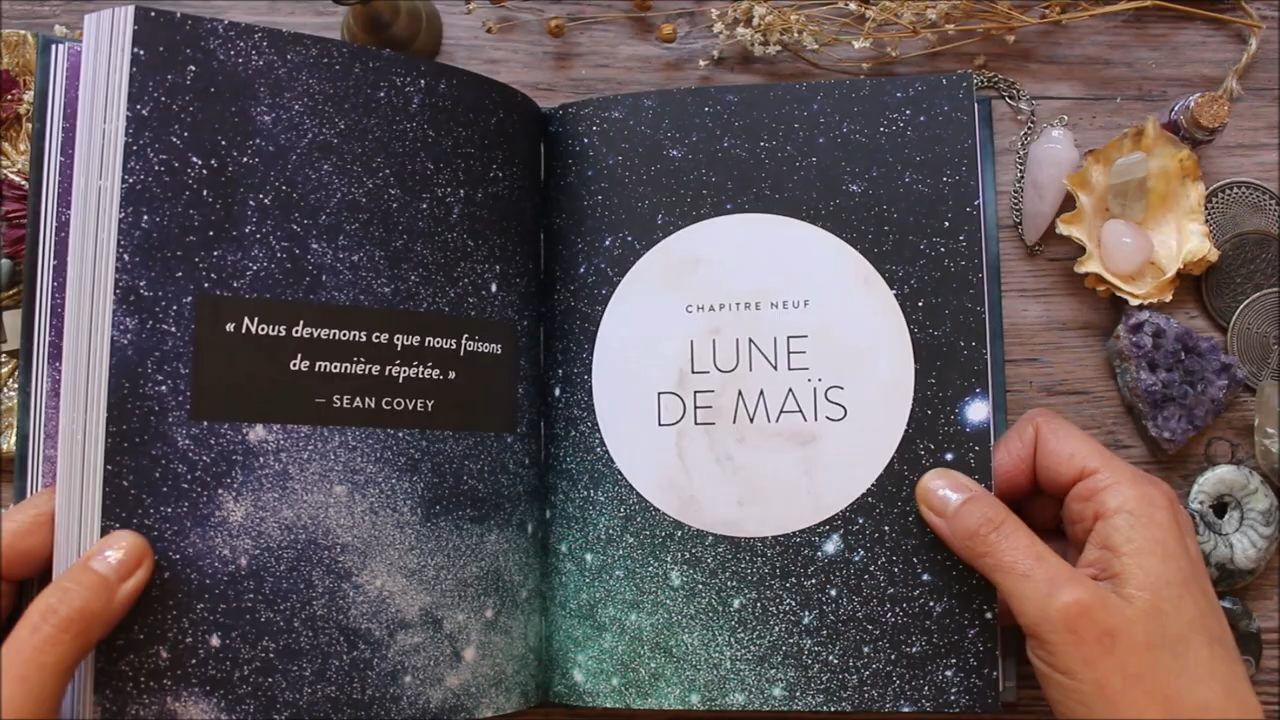 « Nous devenons ce que nous faisons
de manière répétée. »
— SEAN COVEY
CHAPITRE NEUF
LUNE
DE MAÏS